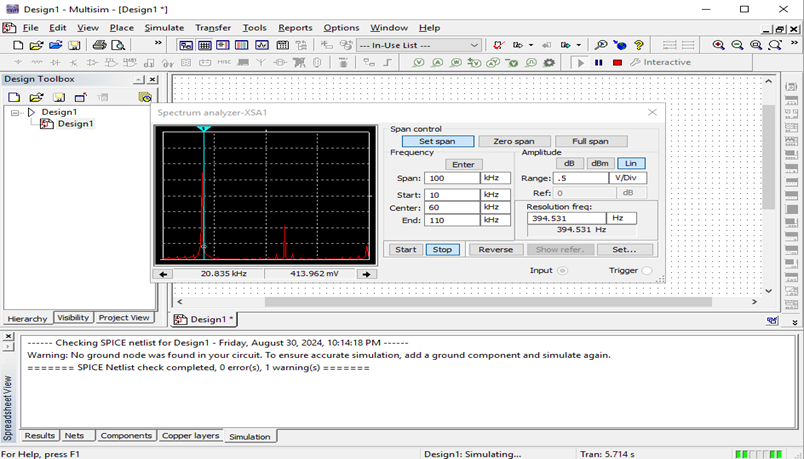 Design1 - Multisim - [Design1 *]
File Edit View Place Simulate Transfer Tools Reports Options Window Help
--- In-Use List ---
Interactive
Design Toolbox
Design1
Design1
Hierarchy Visibility Project View
Spectrum analyzer-XSA1
Span control
Set span Zero span Full span
Frequency
Enter
Span: 100 kHz
Start: 10 kHz
Center: 60 kHz
End: 110 kHz
Amplitude
dB dBm Lin
Range: .5 V/Div
Ref: 0 dB
Resolution freq:
394.531 Hz
394.531 Hz
Start Stop Reverse Show refer. Set...
20.835 kHz 413.962 mV
Input Trigger
Design1 *
------ Checking SPICE netlist for Design1 - Friday, August 30, 2024, 10:14:18 PM ------
Warning: No ground node was found in your circuit. To ensure accurate simulation, add a ground component and simulate again.
======= SPICE Netlist check completed, 0 error(s), 1 warning(s) =======
Spreadsheet View
Results Nets Components Copper layers Simulation
For Help, press F1 Design1: Simulating... Tran: 5.714 s